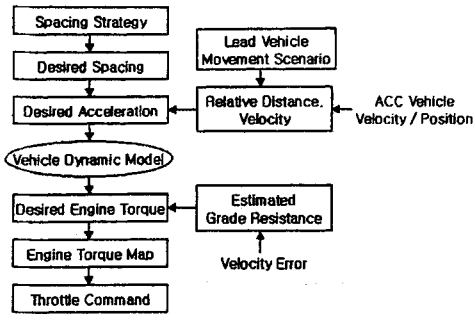 Spacing Strategy
Desired Spacing
Desired Acceleration
Vehicle Dynamic Model
Desired Engine Torque
Engine Torque Map
Throttle Command
Lead Vehicle
Movement Scenario
Relative Distance,
Velocity
ACC Vehicle
Velocity / Position
Estimated
Grade Resistance
Velocity Error